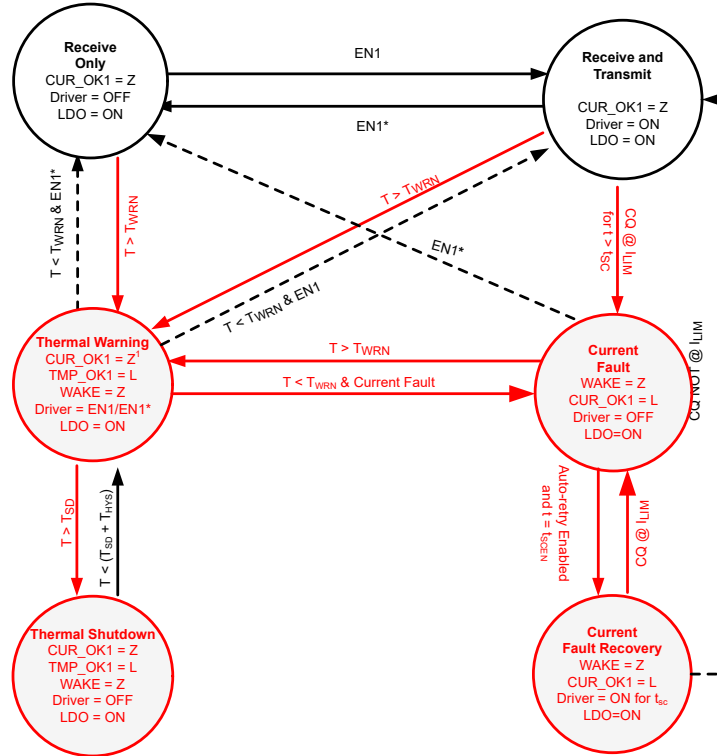 Receive
Only
CUR_OK1 = Z
Driver = OFF
LDO = ON
EN1
EN1*
Receive and
Transmit
CUR_OK1 = Z
Driver = ON
LDO = ON
T < TWRN & EN1*
T > TWRN
T > TWRN
T < TWRN & EN1
EN1*
CQ @ ILIM
for t > tSC
CQ NOT @ ILIM
Thermal Warning
CUR_OK1 = Z¹
TMP_OK1 = L
WAKE = Z
Driver = EN1/EN1*
LDO = ON
T > TWRN
T < TWRN & Current Fault
Current
Fault
WAKE = Z
CUR_OK1 = L
Driver = OFF
LDO=ON
T > TSD
T < (TSD + THYS)
Auto-retry Enabled
and t = tSCEN
CQ @ ILIM
Thermal Shutdown
CUR_OK1 = Z
TMP_OK1 = L
WAKE = Z
Driver = OFF
LDO = ON
Current
Fault Recovery
WAKE = Z
CUR_OK1 = L
Driver = ON for tsc
LDO=ON